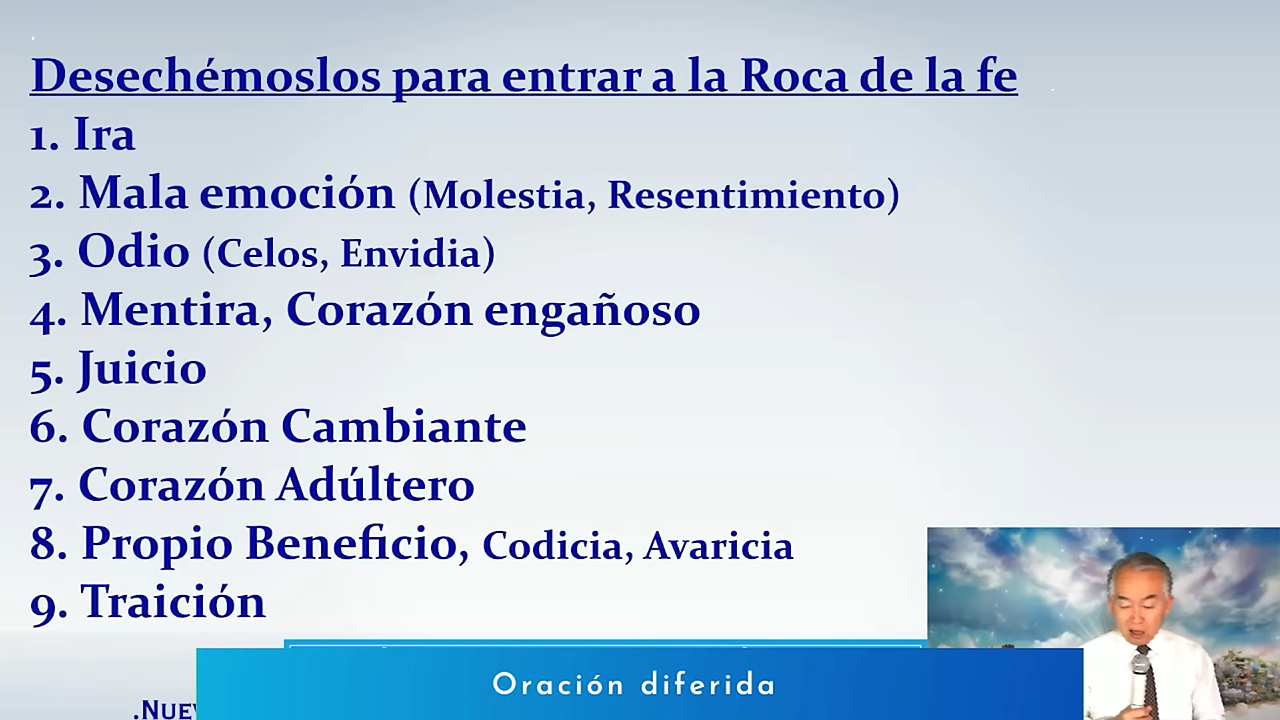 Desechémoslos para entrar a la Roca de la fe
1. Ira
2. Mala emoción (Molestia, Resentimiento)
3. Odio (Celos, Envidia)
4. Mentira, Corazón engañoso
5. Juicio
6. Corazón Cambiante
7. Corazón Adúltero
8. Propio Beneficio, Codicia, Avaricia
9. Traición
Oración diferida